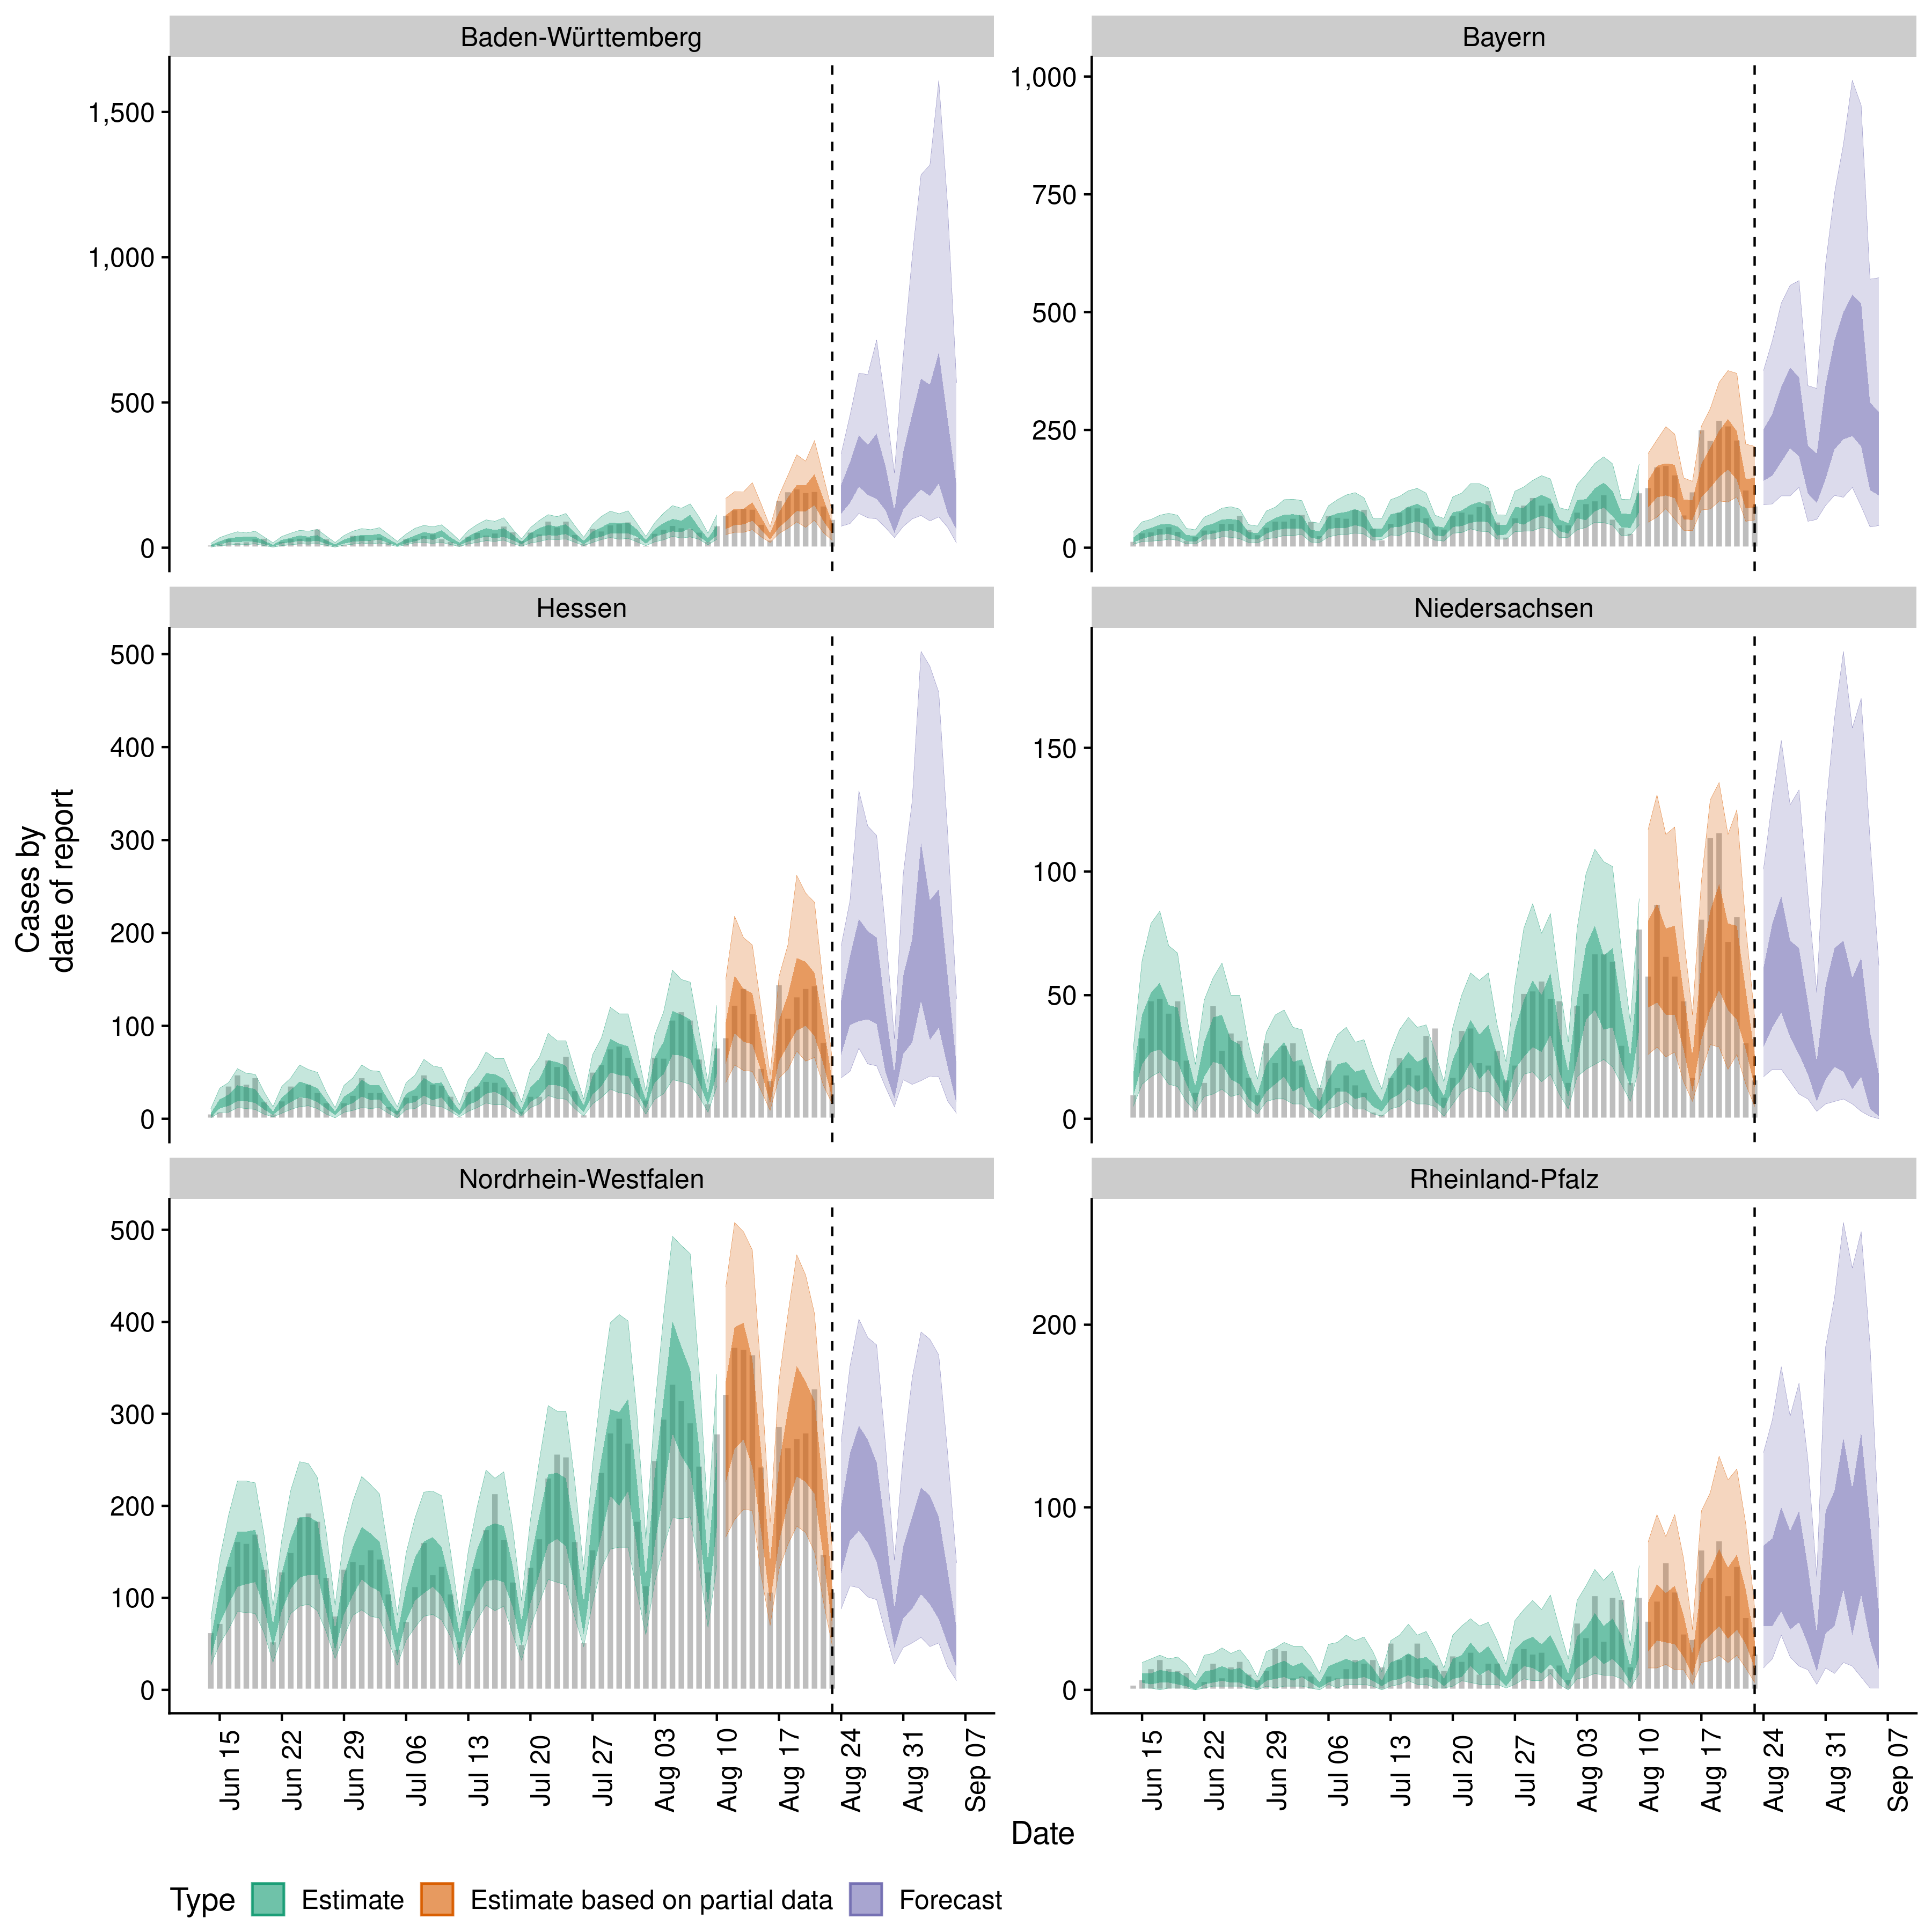 Baden-Württemberg
Bayern
1,500
1,000
500
0
1,000
750
500
250
0
Hessen
Niedersachsen
500
400
300
200
100
0
150
100
50
0
Cases by
date of report
Nordrhein-Westfalen
Rheinland-Pfalz
500
400
300
200
100
0
200
100
0
Jun 15
Jun 22
Jun 29
Jul 06
Jul 13
Jul 20
Jul 27
Aug 03
Aug 10
Aug 17
Aug 24
Aug 31
Sep 07
Jun 15
Jun 22
Jun 29
Jul 06
Jul 13
Jul 20
Jul 27
Aug 03
Aug 10
Aug 17
Aug 24
Aug 31
Sep 07
Date
Type Estimate Estimate based on partial data Forecast